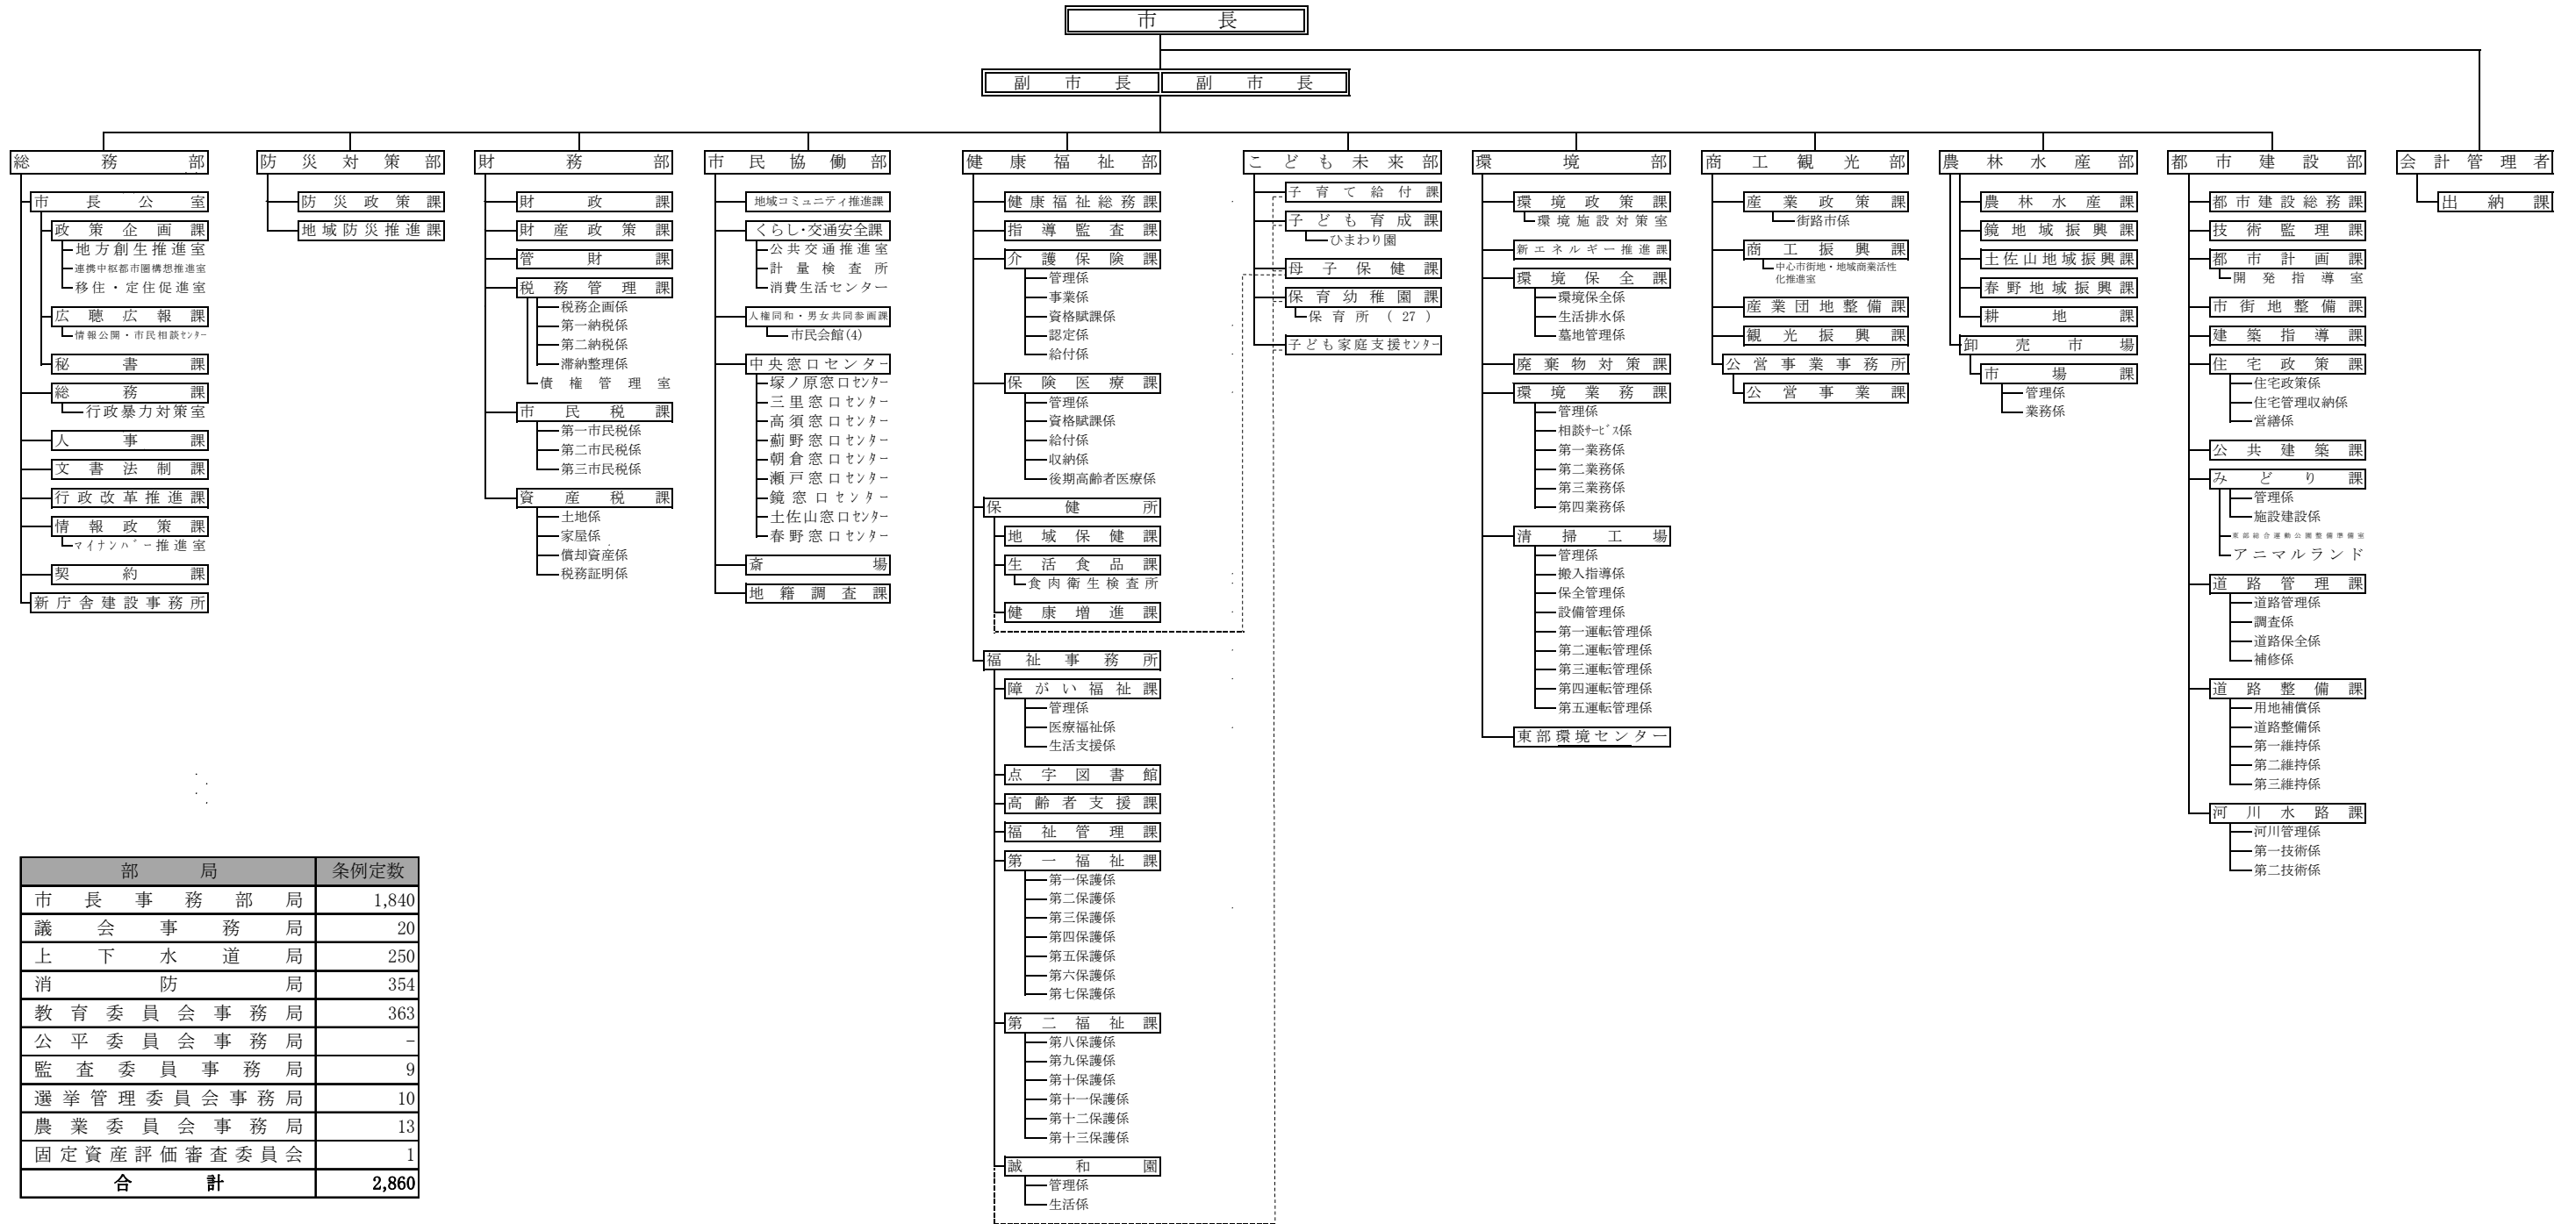 市長
副市長 副市長
総務部
市長公室
政策企画課
地方創生推進室
連携中枢都市圏構想推進室
移住・定住促進室
広聴広報課
情報公開・市民相談ｾﾝﾀｰ
秘書課
総務課
行政暴力対策室
人事課
文書法制課
行政改革推進課
情報政策課
マイナンバー推進室
契約課
新庁舎建設事務所
防災対策部
防災政策課
地域防災推進課
財務部
財政課
財産政策課
管財課
税務管理課
税務企画係
第一納税係
第二納税係
滞納整理係
債権管理室
市民税課
第一市民税係
第二市民税係
第三市民税係
資産税課
土地係
家屋係
償却資産係
税務証明係
市民協働部
地域コミュニティ推進課
くらし・交通安全課
公共交通推進室
計量検査所
消費生活センター
人権同和・男女共同参画課
市民会館(4)
中央窓口センター
塚ノ原窓口センター
三里窓口センター
高須窓口センター
薊野窓口センター
朝倉窓口センター
瀬戸窓口センター
鏡窓口センター
土佐山窓口センター
春野窓口センター
斎場
地籍調査課
健康福祉部
健康福祉総務課
指導監査課
介護保険課
管理係
事業係
資格賦課係
認定係
給付係
保険医療課
管理係
資格賦課係
給付係
収納係
後期高齢者医療係
保健所
地域保健課
生活食品課
食肉衛生検査所
健康増進課
福祉事務所
障がい福祉課
管理係
医療福祉係
生活支援係
点字図書館
高齢者支援課
福祉管理課
第一福祉課
第一保護係
第二保護係
第三保護係
第四保護係
第五保護係
第六保護係
第七保護係
第二福祉課
第八保護係
第九保護係
第十保護係
第十一保護係
第十二保護係
第十三保護係
誠和園
管理係
生活係
こども未来部
子育て給付課
子ども育成課
ひまわり園
母子保健課
保育幼稚園課
保育所(27)
子ども家庭支援センター
環境部
環境政策課
環境施設対策室
新エネルギー推進課
環境保全課
環境保全係
生活排水係
墓地管理係
廃棄物対策課
環境業務課
管理係
相談ｻｰﾋﾞｽ係
第一業務係
第二業務係
第三業務係
第四業務係
清掃工場
管理係
搬入指導係
保全管理係
設備管理係
第一運転管理係
第二運転管理係
第三運転管理係
第四運転管理係
第五運転管理係
東部環境センター
商工観光部
産業政策課
街路市係
商工振興課
中心市街地・地域商業活性
化推進室
産業団地整備課
観光振興課
公営事業事務所
公営事業課
農林水産部
農林水産課
鏡地域振興課
土佐山地域振興課
春野地域振興課
耕地課
卸売市場
市場課
管理係
業務係
都市建設部
都市建設総務課
技術監理課
都市計画課
開発指導室
市街地整備課
建築指導課
住宅政策課
住宅政策係
住宅管理収納係
営繕係
公共建築課
みどり課
管理係
施設建設係
東部総合運動公園整備準備室
アニマルランド
道路管理課
道路管理係
調査係
道路保全係
補修係
道路整備課
用地補償係
道路整備係
第一維持係
第二維持係
第三維持係
河川水路課
河川管理係
第一技術係
第二技術係
会計管理者
出納課
部局 条例定数
市長事務部局 1,840
議会事務局 20
上下水道局 250
消防局 354
教育委員会事務局 363
公平委員会事務局 −
監査委員事務局 9
選挙管理委員会事務局 10
農業委員会事務局 13
固定資産評価審査委員会 1
合計 2,860